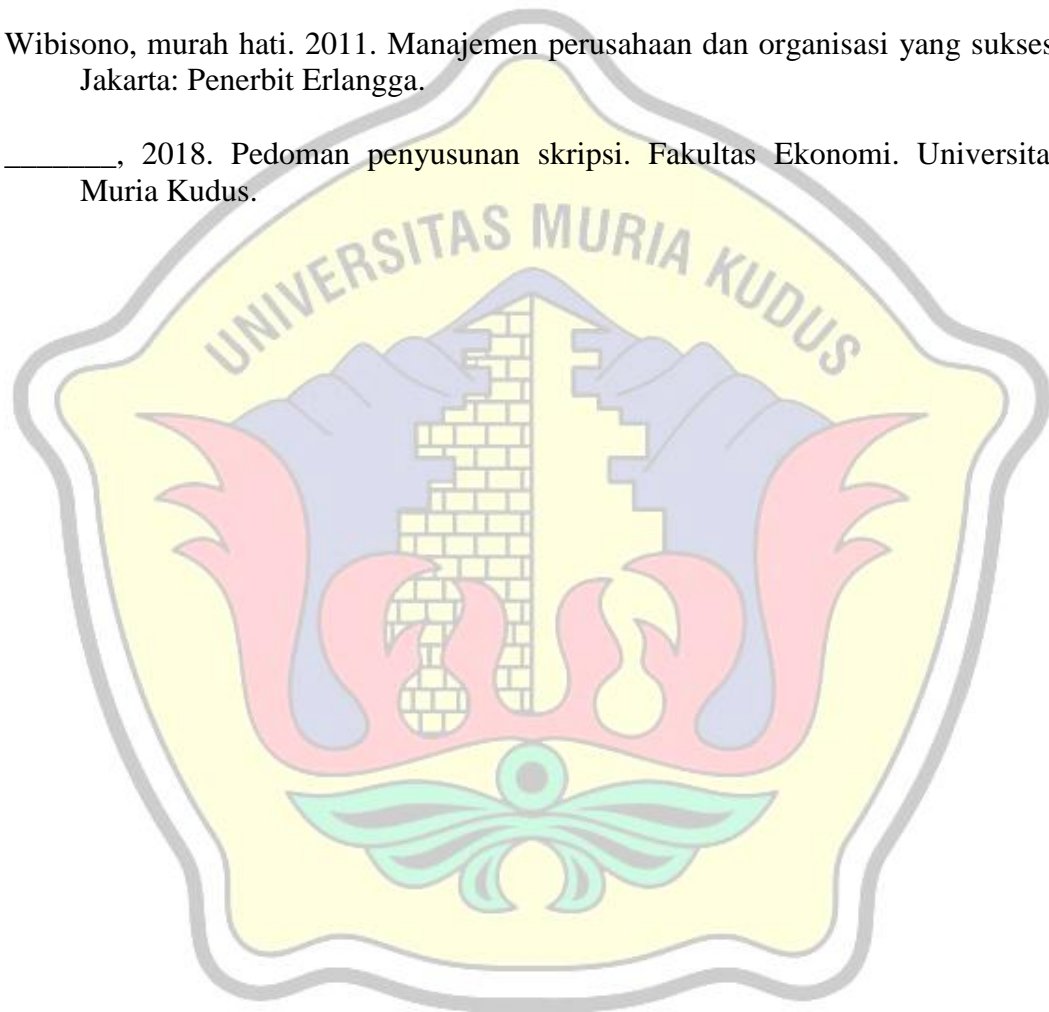 Wibisono, murah hati. 2011. Manajemen perusahaan dan organisasi yang sukses
Jakarta: Penerbit Erlangga.
_______, 2018. Pedoman penyusunan skripsi. Fakultas Ekonomi. Universita
Muria Kudus.
UNIVERSITAS MURIA KUDUS